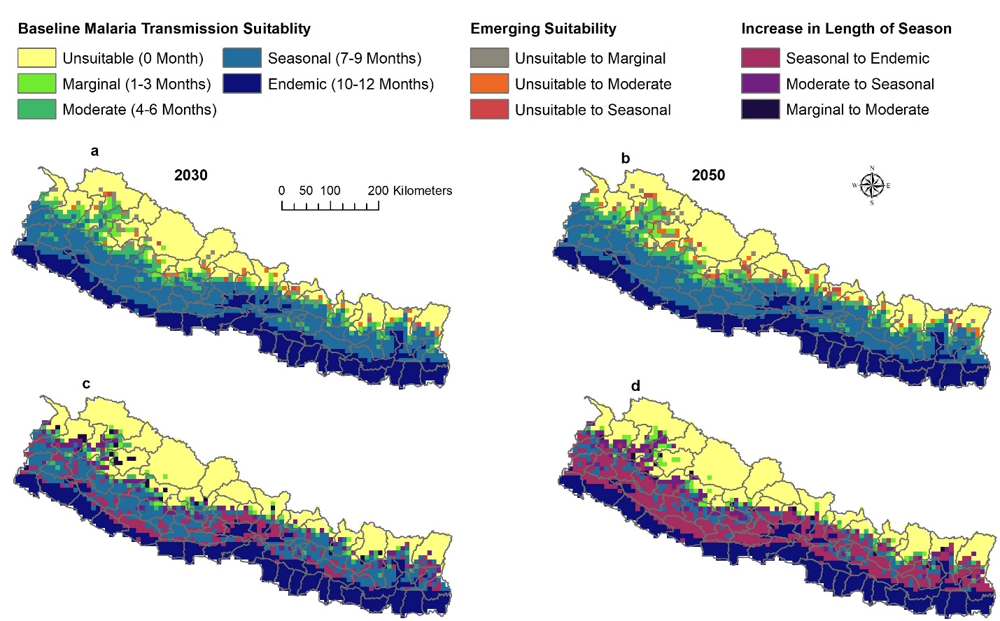 Baseline Malaria Transmission Suitablity
Unsuitable (0 Month)
Marginal (1-3 Months)
Moderate (4-6 Months)
Seasonal (7-9 Months)
Endemic (10-12 Months)
Emerging Suitability
Unsuitable to Marginal
Unsuitable to Moderate
Unsuitable to Seasonal
Increase in Length of Season
Seasonal to Endemic
Moderate to Seasonal
Marginal to Moderate
a
2030
0 50 100 200 Kilometers
b
2050
N
W E
S
c
d